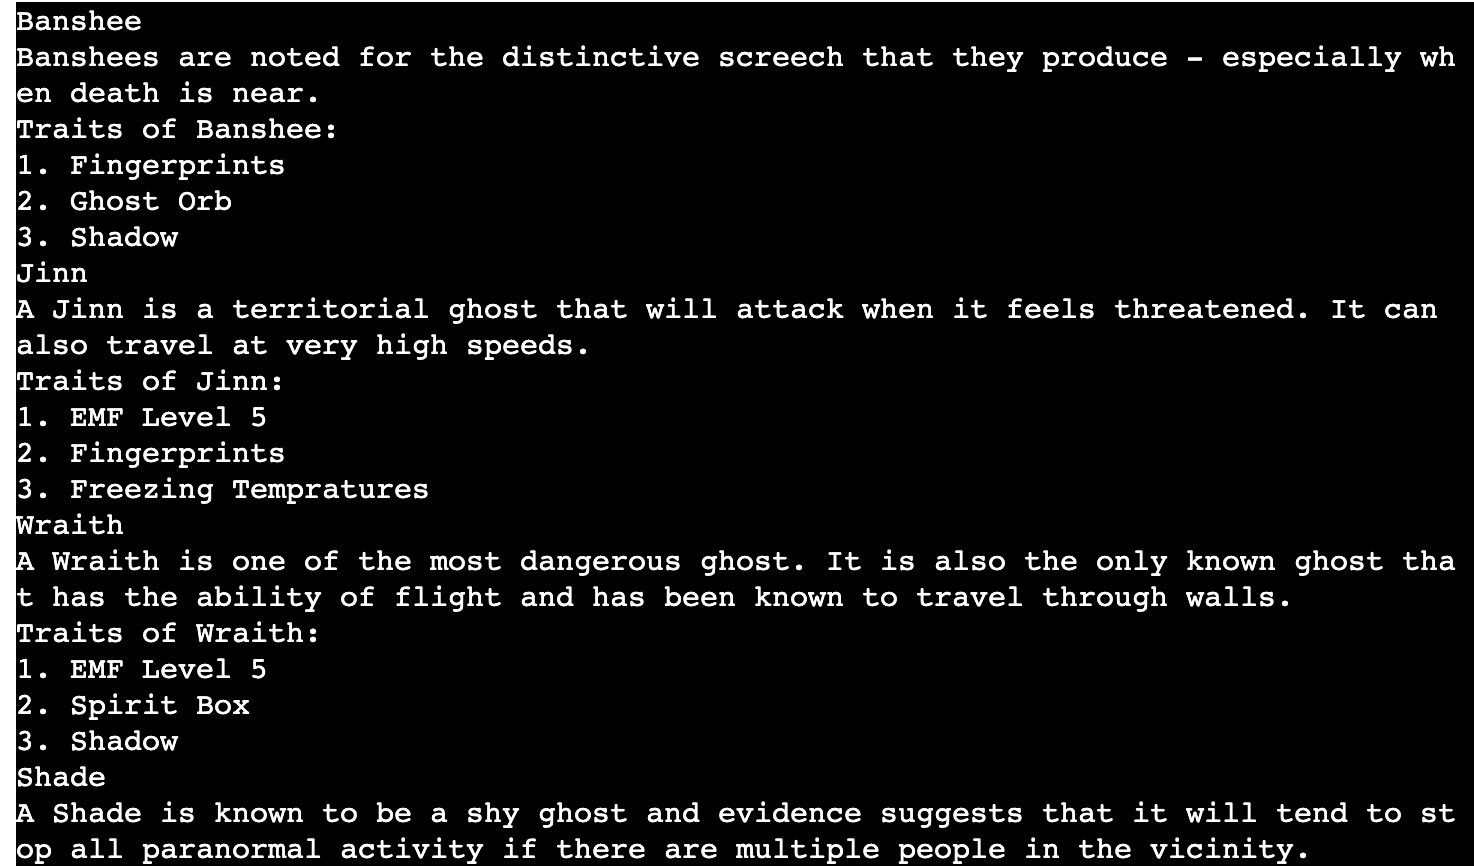 Banshee
Banshees are noted for the distinctive screech that they produce - especially wh
en death is near.
Traits of Banshee:
1. Fingerprints
2. Ghost Orb
3. Shadow
Jinn
A Jinn is a territorial ghost that will attack when it feels threatened. It can
also travel at very high speeds.
Traits of Jinn:
1. EMF Level 5
2. Fingerprints
3. Freezing Tempratures
Wraith
A Wraith is one of the most dangerous ghost. It is also the only known ghost tha
t has the ability of flight and has been known to travel through walls.
Traits of Wraith:
1. EMF Level 5
2. Spirit Box
3. Shadow
Shade
A Shade is known to be a shy ghost and evidence suggests that it will tend to st
op all paranormal activity if there are multiple people in the vicinity.